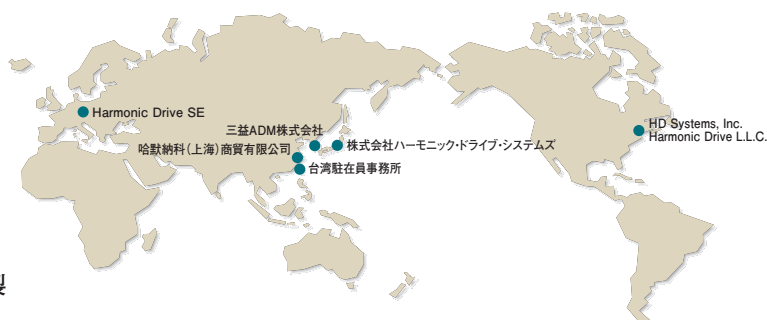 Harmonic Drive SE
三益ADM株式会社
哈默納科(上海)商貿有限公司
株式会社ハーモニック・ドライブ・システムズ
台湾駐在員事務所
HD Systems, Inc.
Harmonic Drive L.L.C.